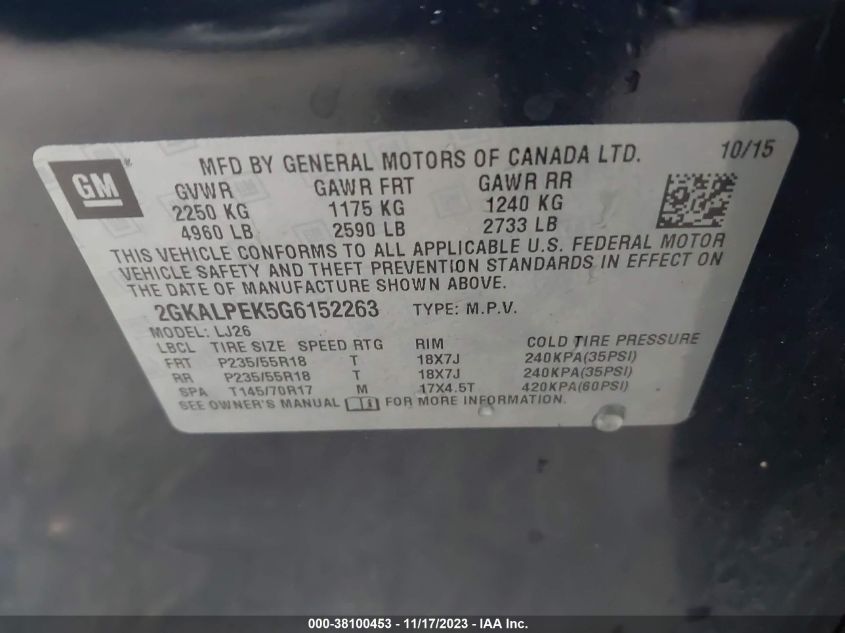 GM
MFD BY GENERAL MOTORS OF CANADA LTD. 10/15
GVWR GAWR FRT GAWR RR
2250 KG 1175 KG 1240 KG
4960 LB 2590 LB 2733 LB
THIS VEHICLE CONFORMS TO ALL APPLICABLE U.S. FEDERAL MOTOR
VEHICLE SAFETY AND THEFT PREVENTION STANDARDS IN EFFECT ON
THE DATE OF MANUFACTURE SHOWN ABOVE.
2GKALPEK5G6152263 TYPE: M.P.V.
MODEL: LJ26
LBCL TIRE SIZE SPEED RTG RIM COLD TIRE PRESSURE
FRT P235/55R18 T 18X7J 240KPA(35PSI)
RR P235/55R18 T 18X7J 240KPA(35PSI)
SPA T145/70R17 M 17X4.5T 420KPA(60PSI)
SEE OWNER'S MANUAL FOR MORE INFORMATION.
000-38100453 - 11/17/2023 - IAA Inc.